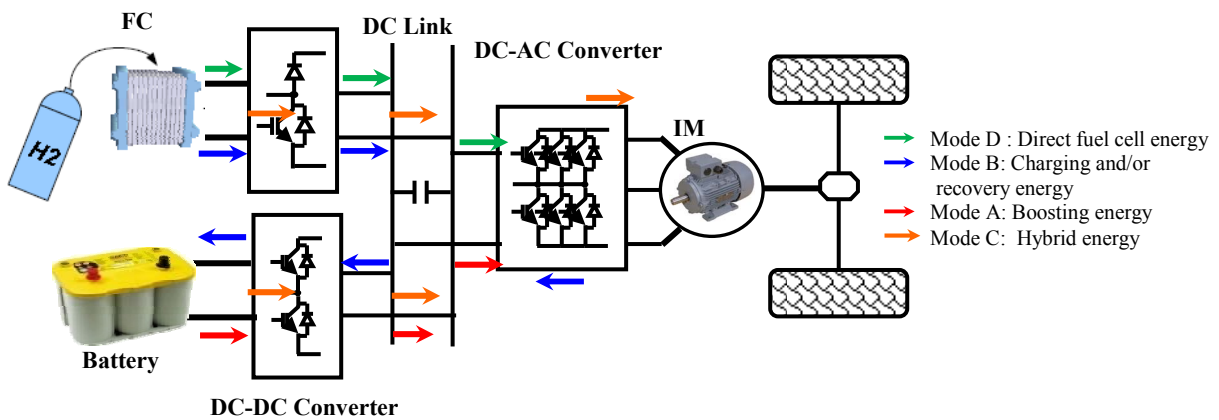 FC
DC Link
DC-AC Converter
H2
IM
Mode D : Direct fuel cell energy
Mode B: Charging and/or
recovery energy
Mode A: Boosting energy
Mode C: Hybrid energy
Battery
DC-DC Converter